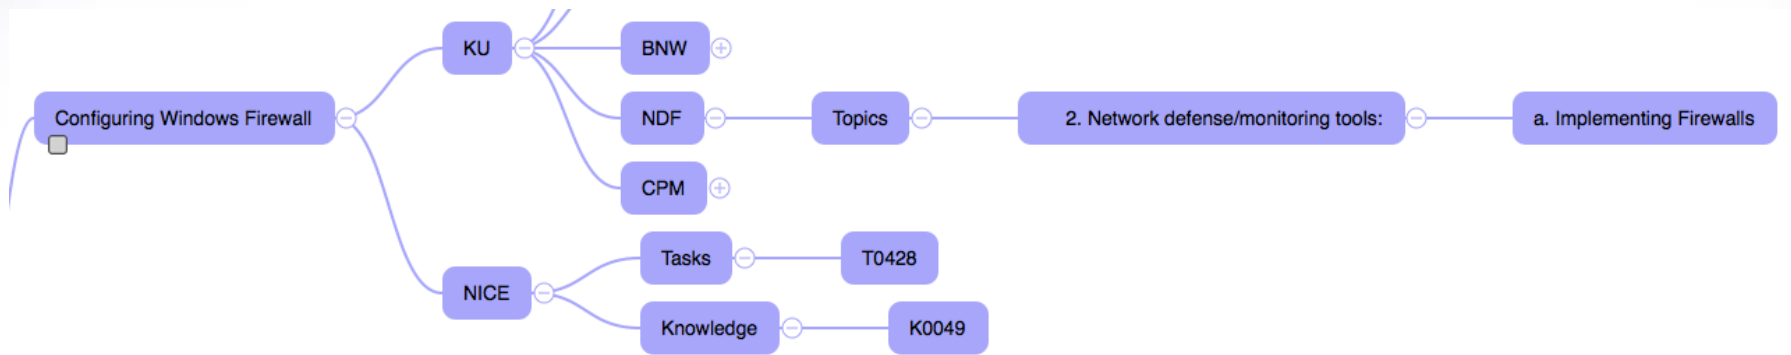 KU
BNW
Configuring Windows Firewall
NDF
Topics
2. Network defense/monitoring tools:
a. Implementing Firewalls
CPM
Tasks
T0428
NICE
Knowledge
K0049